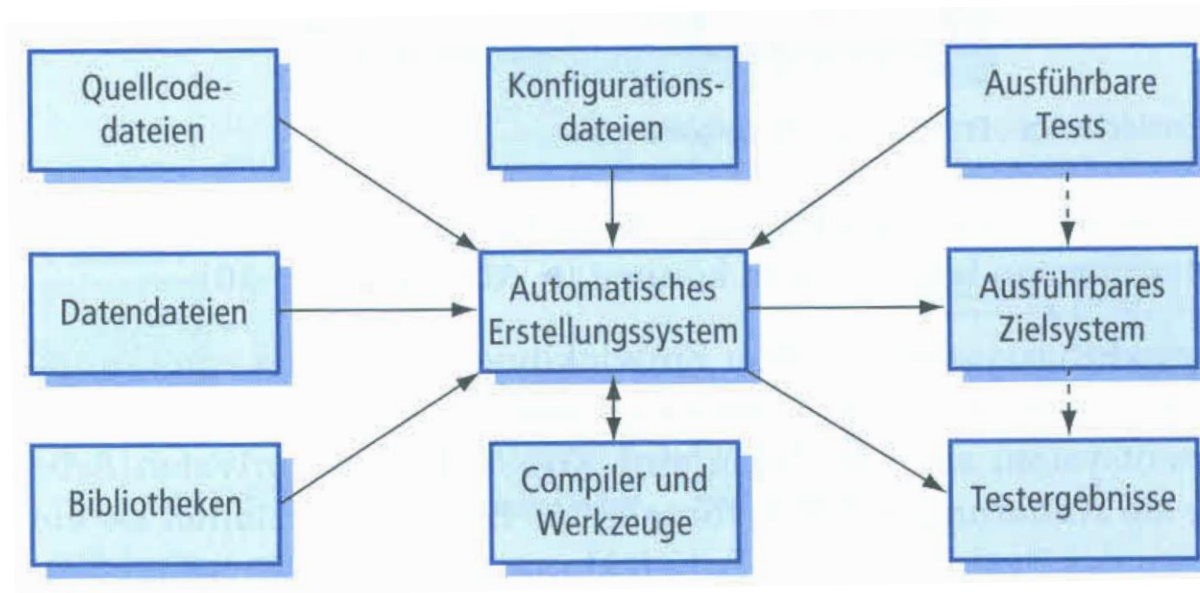 Quellcode-
dateien
Konfigurations-
dateien
Ausführbare
Tests
Datendateien
Automatisches
Erstellungssystem
Ausführbares
Zielsystem
Bibliotheken
Compiler und
Werkzeuge
Testergebnisse